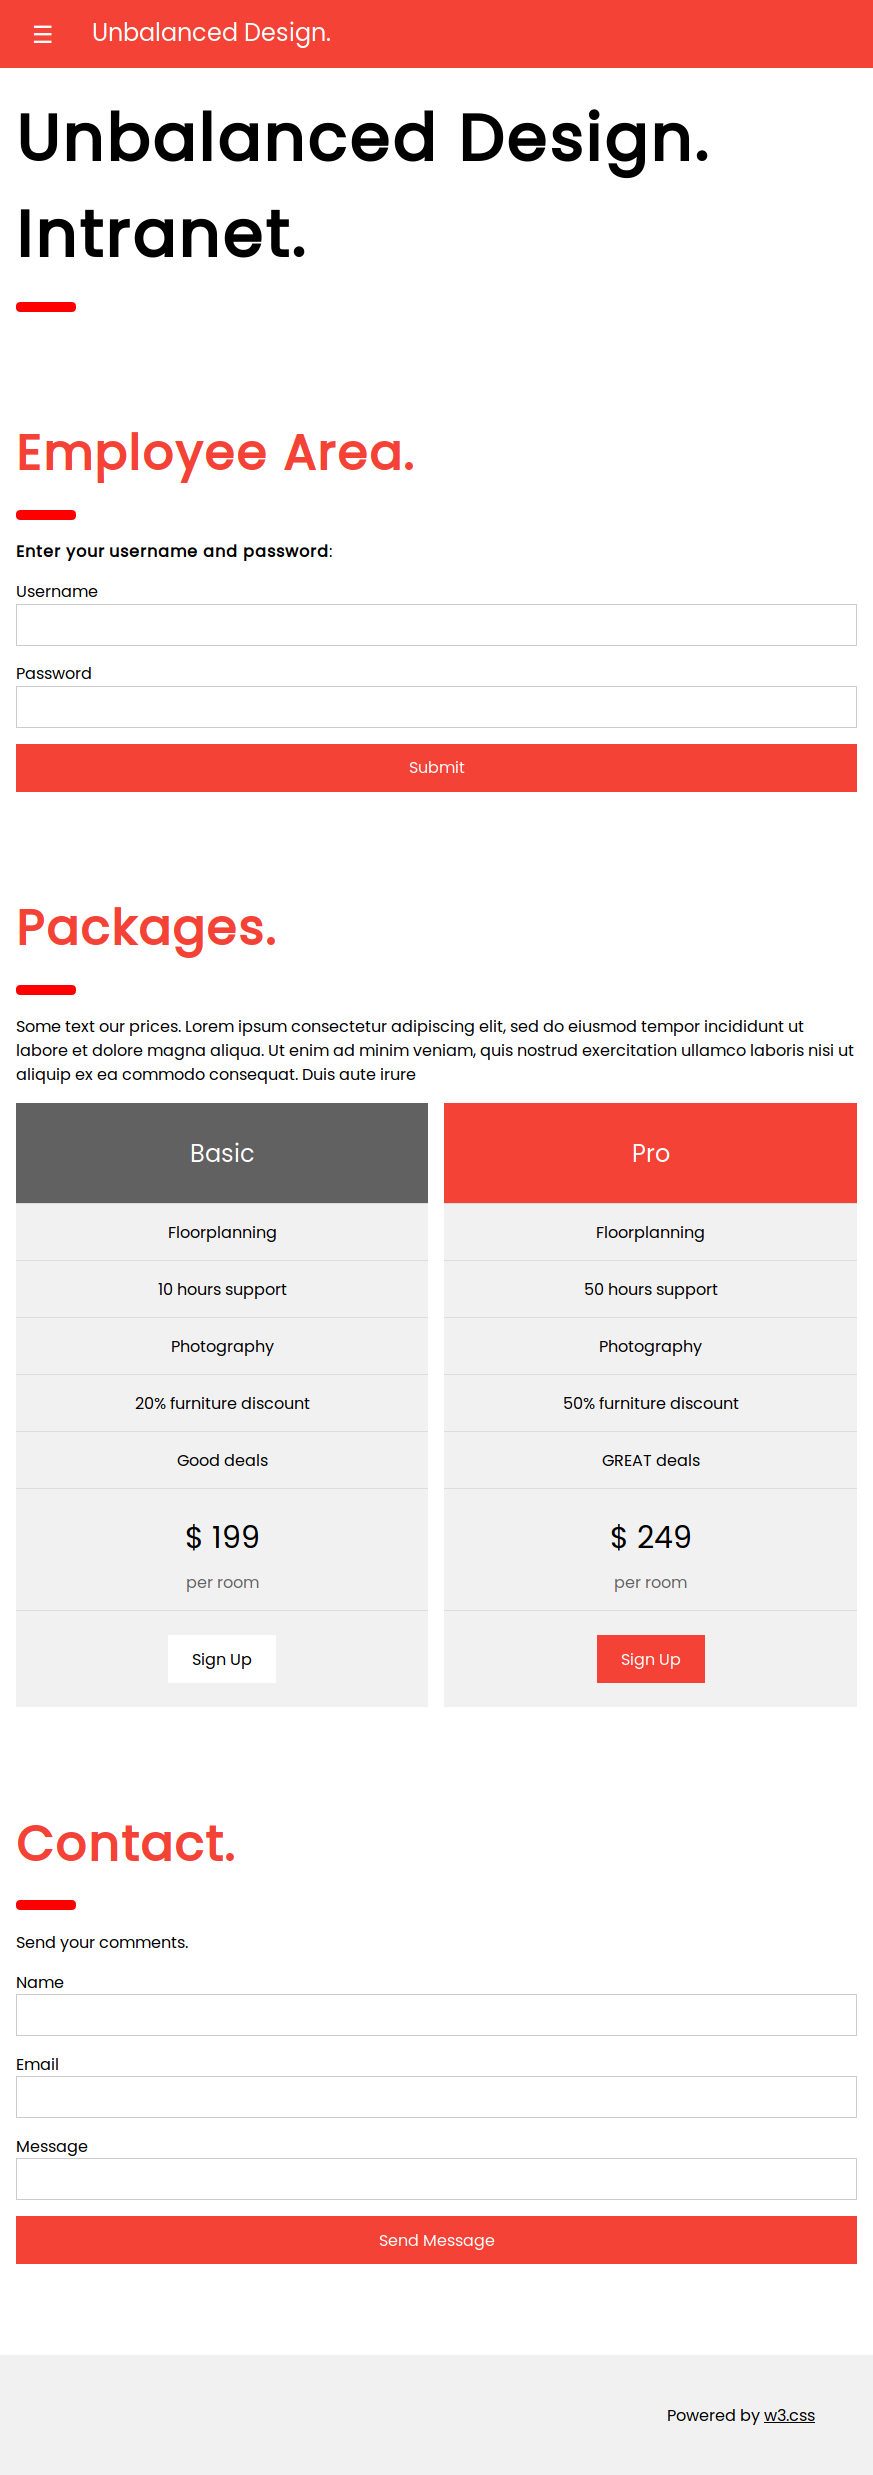 ☰ Unbalanced Design.
Unbalanced Design.
Intranet.
Employee Area.
Enter your username and password:
Username
Password
Submit
Packages.
Some text our prices. Lorem ipsum consectetur adipiscing elit, sed do eiusmod tempor incididunt ut
labore et dolore magna aliqua. Ut enim ad minim veniam, quis nostrud exercitation ullamco laboris nisi ut
aliquip ex ea commodo consequat. Duis aute irure
Basic
Floorplanning
10 hours support
Photography
20% furniture discount
Good deals
$ 199
per room
Sign Up
Pro
Floorplanning
50 hours support
Photography
50% furniture discount
GREAT deals
$ 249
per room
Sign Up
Contact.
Send your comments.
Name
Email
Message
Send Message
Powered by w3.css